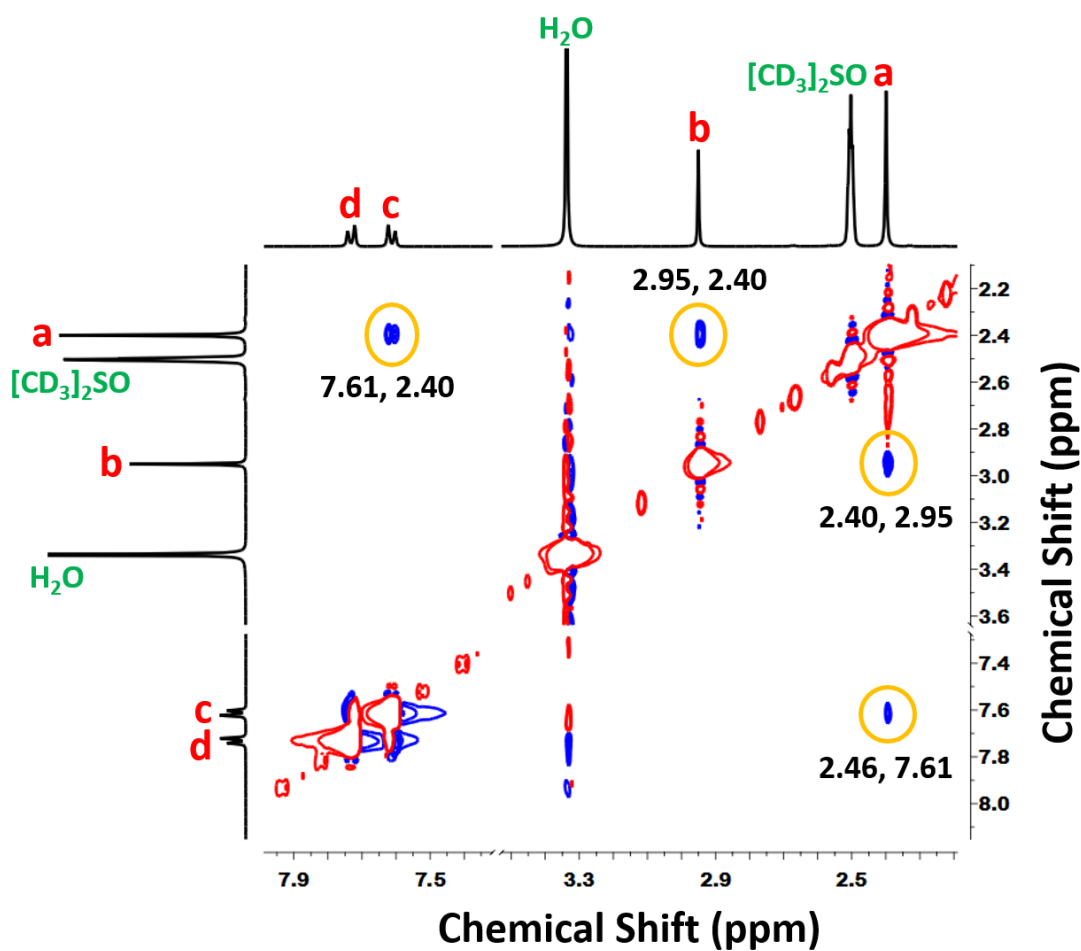 H₂O
[CD₃]₂SO a
b
d c
2.95, 2.40
7.61, 2.40
2.40, 2.95
2.46, 7.61
a
[CD₃]₂SO
b
H₂O
c
d
2.2
2.4
2.6
2.8
3.0
3.2
3.4
3.6
7.4
7.6
7.8
8.0
Chemical Shift (ppm)
7.9 7.5 3.3 2.9 2.5
Chemical Shift (ppm)